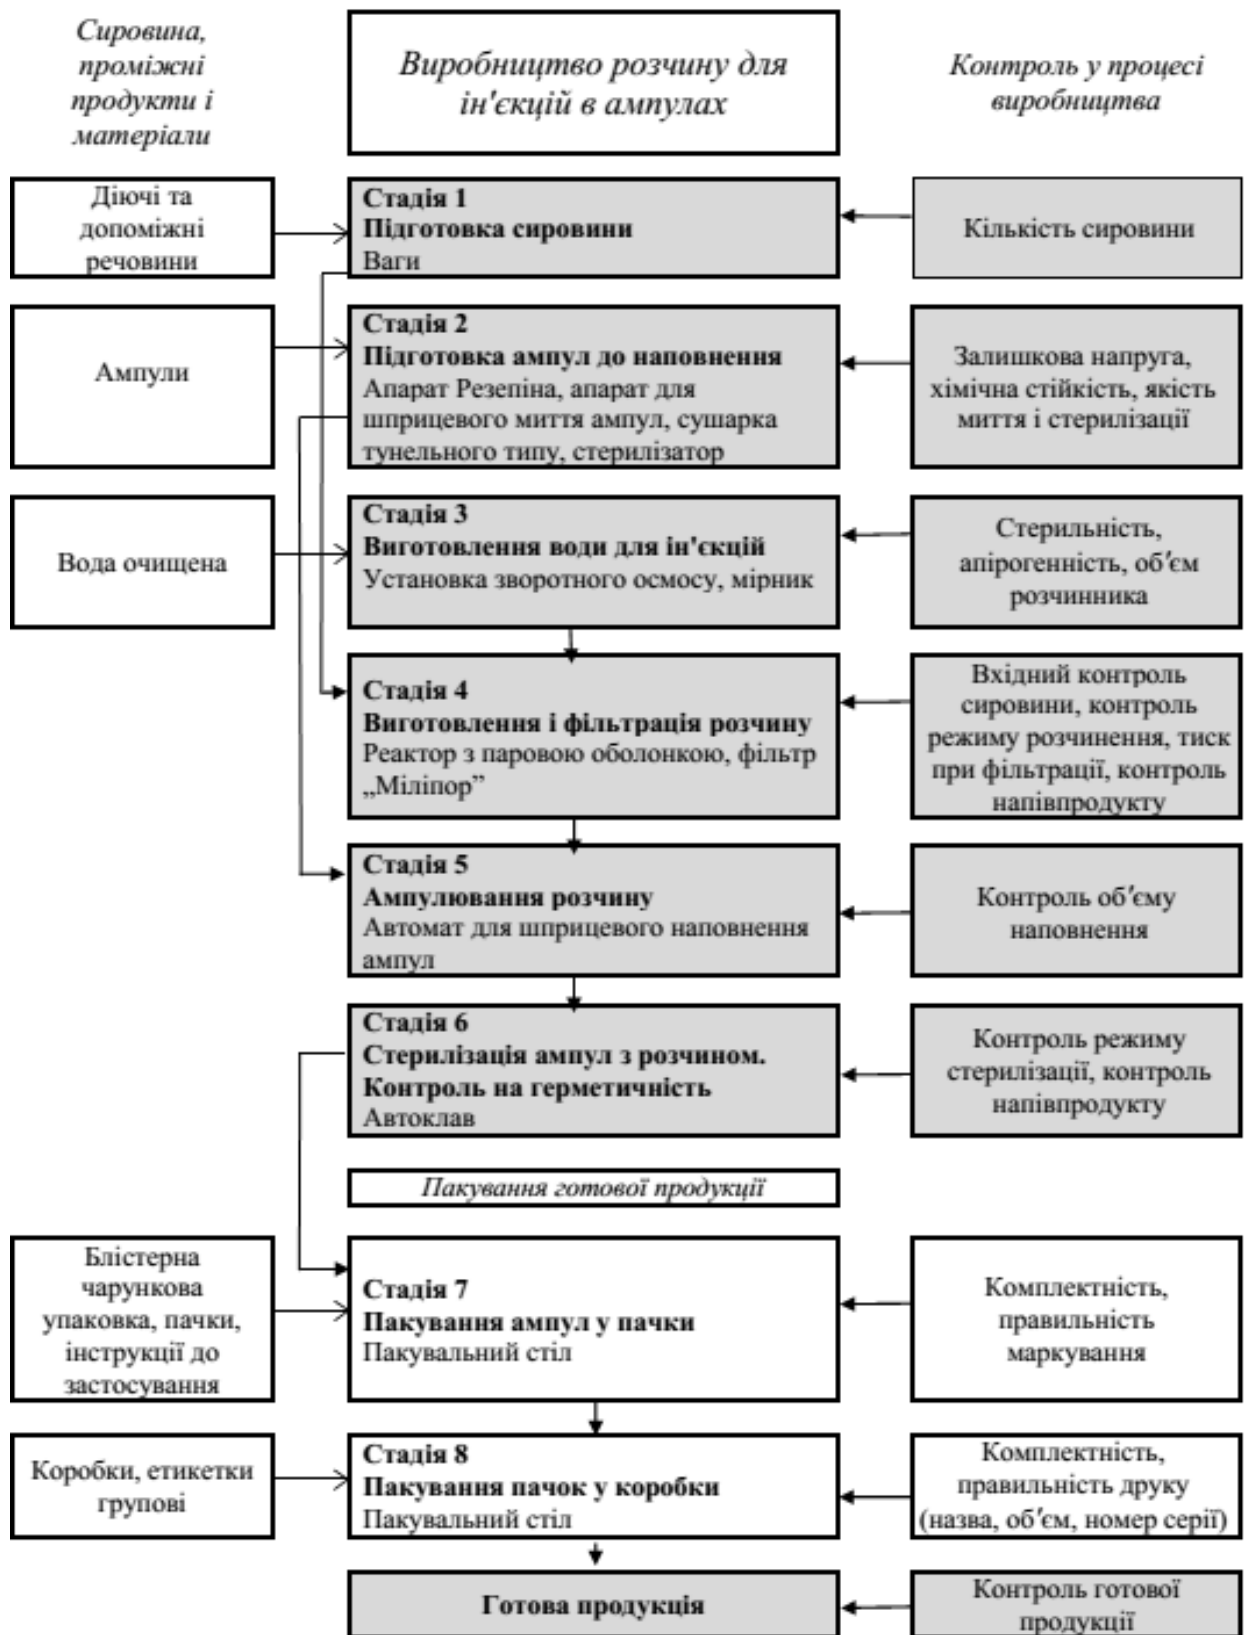 Сировина,
проміжні
продукти і
матеріали
Виробництво розчину для
ін'єкцій в ампулах
Контроль у процесі
виробництва
Діючі та
допоміжні
речовини
Стадія 1
Підготовка сировини
Ваги
Кількість сировини
Ампули
Стадія 2
Підготовка ампул до наповнення
Апарат Резепіна, апарат для
шприцевого миття ампул, сушарка
тунельного типу, стерилізатор
Залишкова напруга,
хімічна стійкість, якість
миття і стерилізації
Вода очищена
Стадія 3
Виготовлення води для ін'єкцій
Установка зворотного осмосу, мірник
Стерильність,
апірогенність, об'єм
розчинника
Стадія 4
Виготовлення і фільтрація розчину
Реактор з паровою оболонкою, фільтр
„Міліпор”
Вхідний контроль
сировини, контроль
режиму розчинення, тиск
при фільтрації, контроль
напівпродукту
Стадія 5
Ампулювання розчину
Автомат для шприцевого наповнення
ампул
Контроль об'єму
наповнення
Стадія 6
Стерилізація ампул з розчином.
Контроль на герметичність
Автоклав
Контроль режиму
стерилізації, контроль
напівпродукту
Пакування готової продукції
Блістерна
чарункова
упаковка, пачки,
інструкції до
застосування
Стадія 7
Пакування ампул у пачки
Пакувальний стіл
Комплектність,
правильність
маркування
Коробки, етикетки
групові
Стадія 8
Пакування пачок у коробки
Пакувальний стіл
Комплектність,
правильність друку
(назва, об'єм, номер серії)
Готова продукція
Контроль готової
продукції